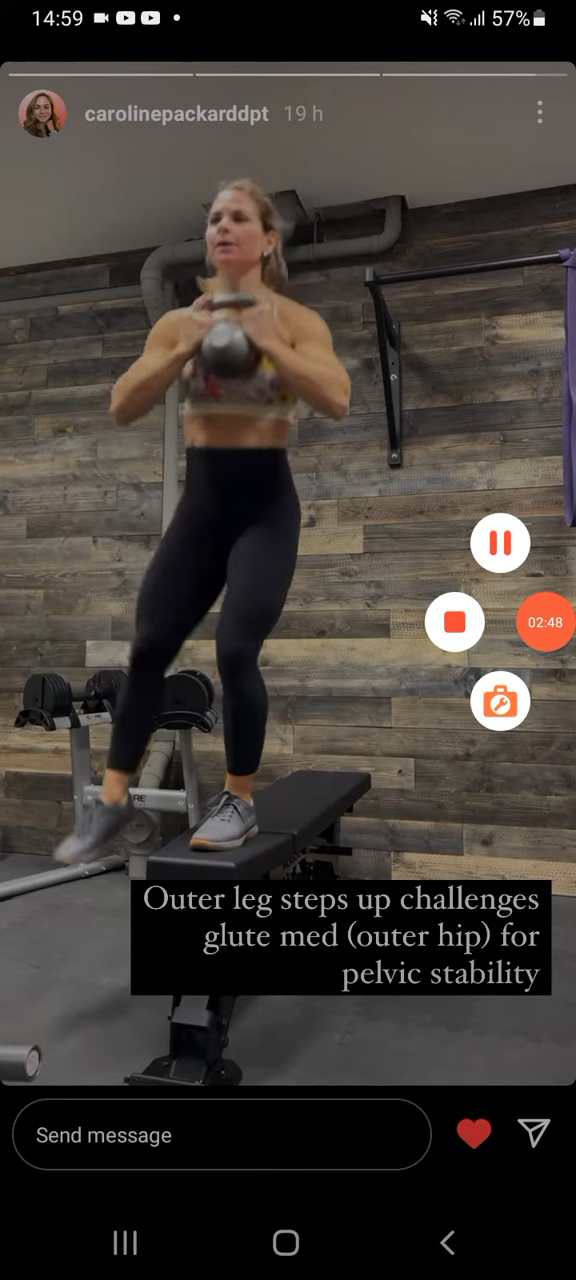 14:59
57%
carolinepackarddpt 19 h
02:48
Outer leg steps up challenges
glute med (outer hip) for
pelvic stability
Send message